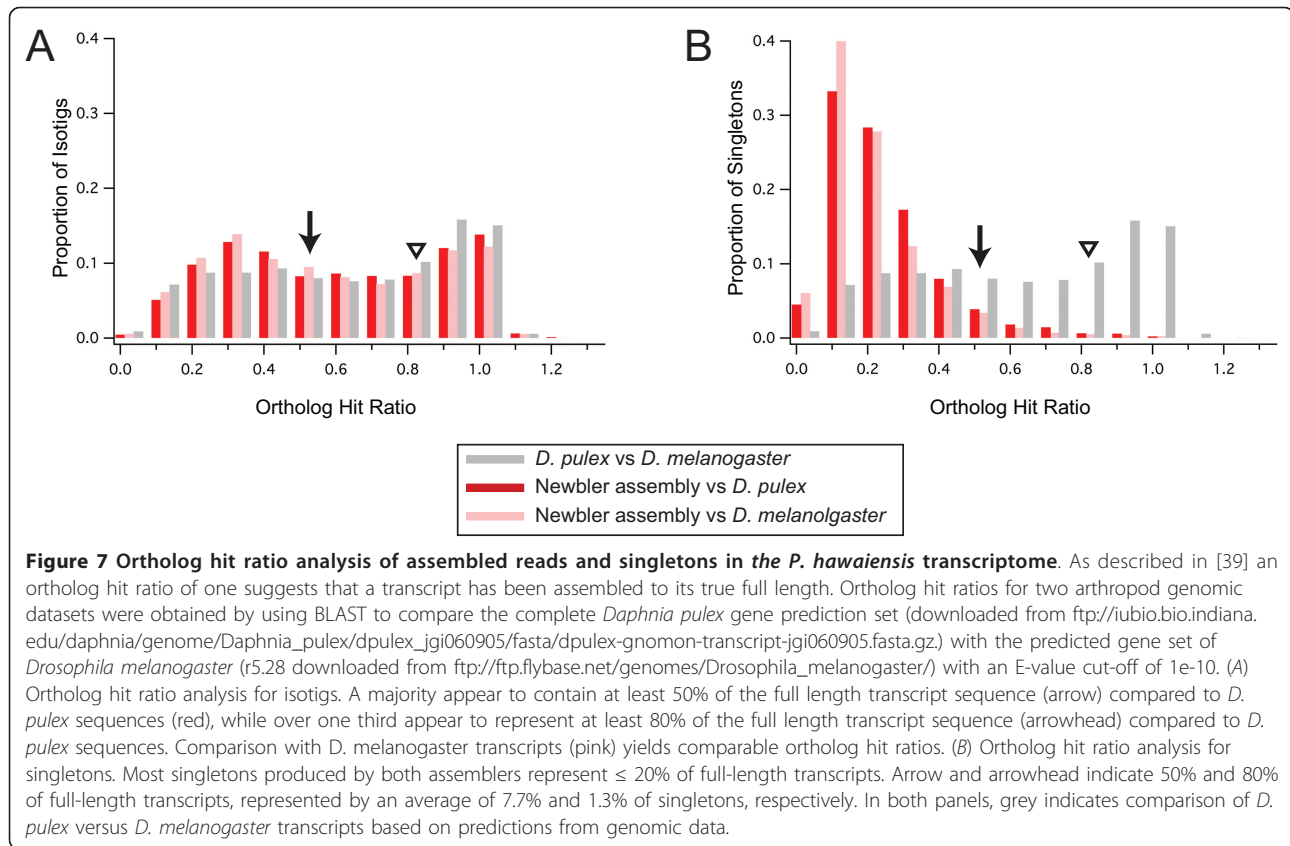 A
0.4
0.3
0.2
0.1
0.0
Proportion of Isotigs
0.0 0.2 0.4 0.6 0.8 1.0 1.2
Ortholog Hit Ratio
B
0.4
0.3
0.2
0.1
0.0
Proportion of Singletons
0.0 0.2 0.4 0.6 0.8 1.0 1.2
Ortholog Hit Ratio
D. pulex vs D. melanogaster
Newbler assembly vs D. pulex
Newbler assembly vs D. melanolgaster
Figure 7 Ortholog hit ratio analysis of assembled reads and singletons in the P. hawaiensis transcriptome. As described in [39] an
ortholog hit ratio of one suggests that a transcript has been assembled to its true full length. Ortholog hit ratios for two arthropod genomic
datasets were obtained by using BLAST to compare the complete Daphnia pulex gene prediction set (downloaded from ftp://iubio.bio.indiana.
edu/daphnia/genome/Daphnia_pulex/dpulex_jgi060905/fasta/dpulex-gnomon-transcript-jgi060905.fasta.gz.) with the predicted gene set of
Drosophila melanogaster (r5.28 downloaded from ftp://ftp.flybase.net/genomes/Drosophila_melanogaster/) with an E-value cut-off of 1e-10. (A)
Ortholog hit ratio analysis for isotigs. A majority appear to contain at least 50% of the full length transcript sequence (arrow) compared to D.
pulex sequences (red), while over one third appear to represent at least 80% of the full length transcript sequence (arrowhead) compared to D.
pulex sequences. Comparison with D. melanogaster transcripts (pink) yields comparable ortholog hit ratios. (B) Ortholog hit ratio analysis for
singletons. Most singletons produced by both assemblers represent ≤ 20% of full-length transcripts. Arrow and arrowhead indicate 50% and 80%
of full-length transcripts, represented by an average of 7.7% and 1.3% of singletons, respectively. In both panels, grey indicates comparison of D.
pulex versus D. melanogaster transcripts based on predictions from genomic data.